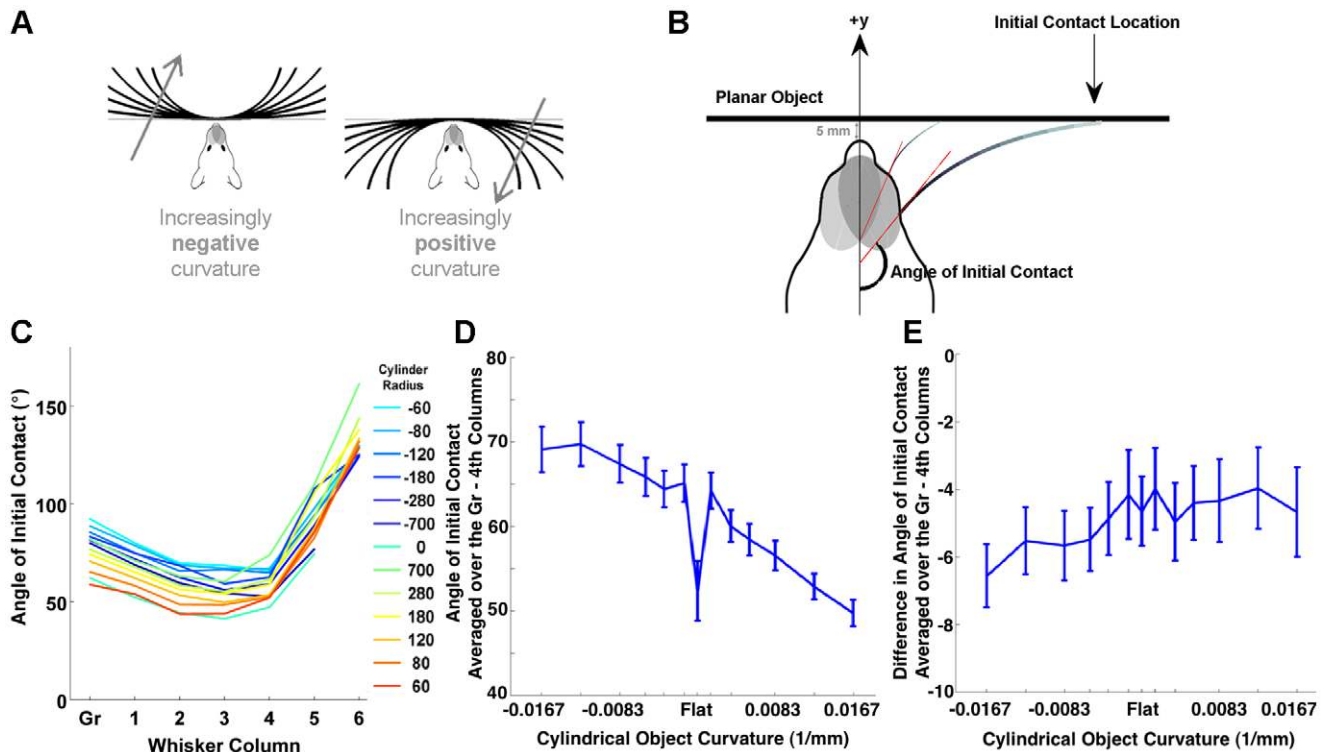 A
Increasingly
negative
curvature
Increasingly
positive
curvature
B
+y
Initial Contact Location
Planar Object
5 mm
Angle of Initial Contact
C
Angle of Initial Contact (°)
150
100
50
0
Gr 1 2 3 4 5 6
Whisker Column
Cylinder
Radius
-60
-80
-120
-180
-280
-700
0
700
280
180
120
80
60
D
Angle of Initial Contact
Averaged over the Gr - 4th Columns
80
70
60
50
40
-0.0167 -0.0083 Flat 0.0083 0.0167
Cylindrical Object Curvature (1/mm)
E
Difference in Angle of Initial Contact
Averaged over the Gr - 4th Columns
0
-2
-4
-6
-8
-10
-0.0167 -0.0083 Flat 0.0083 0.0167
Cylindrical Object Curvature (1/mm)